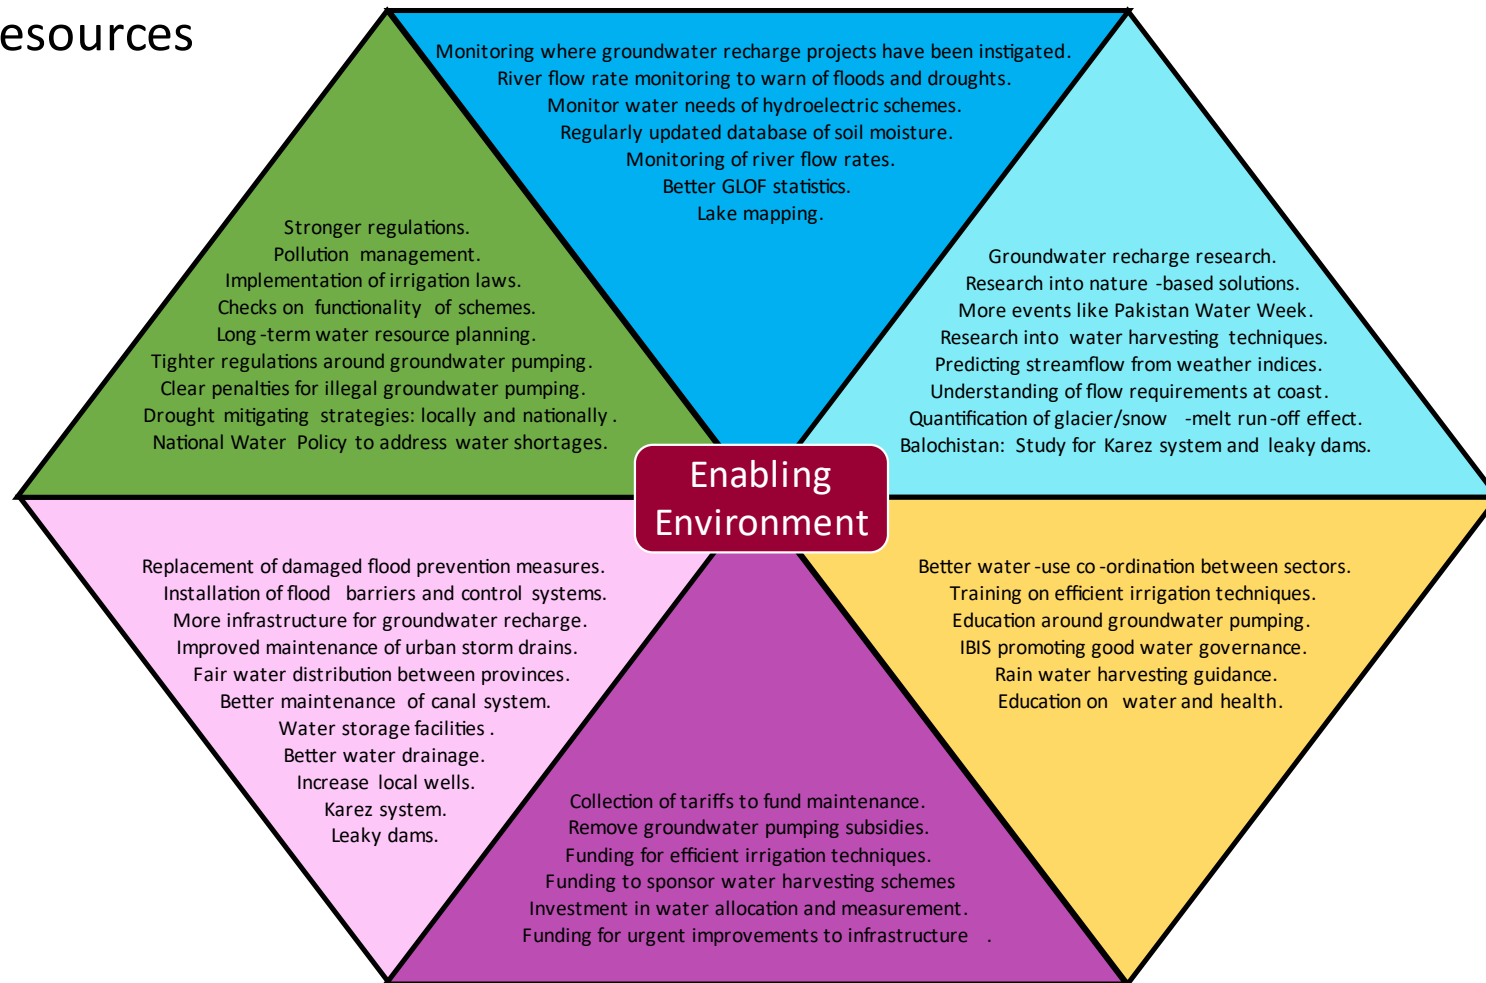 esources
Monitoring where groundwater recharge projects have been instigated.
River flow rate monitoring to warn of floods and droughts.
Monitor water needs of hydroelectric schemes.
Regularly updated database of soil moisture.
Monitoring of river flow rates.
Better GLOF statistics.
Lake mapping.
Stronger regulations.
Pollution management.
Implementation of irrigation laws.
Checks on functionality of schemes.
Long-term water resource planning.
Tighter regulations around groundwater pumping.
Clear penalties for illegal groundwater pumping.
Drought mitigating strategies: locally and nationally.
National Water Policy to address water shortages.
Groundwater recharge research.
Research into nature-based solutions.
More events like Pakistan Water Week.
Research into water harvesting techniques.
Predicting streamflow from weather indices.
Understanding of flow requirements at coast.
Quantification of glacier/snow-melt run-off effect.
Balochistan: Study for Karez system and leaky dams.
Enabling
Environment
Replacement of damaged flood prevention measures.
Installation of flood barriers and control systems.
More infrastructure for groundwater recharge.
Improved maintenance of urban storm drains.
Fair water distribution between provinces.
Better maintenance of canal system.
Water storage facilities.
Better water drainage.
Increase local wells.
Karez system.
Leaky dams.
Better water-use co-ordination between sectors.
Training on efficient irrigation techniques.
Education around groundwater pumping.
IBIS promoting good water governance.
Rain water harvesting guidance.
Education on water and health.
Collection of tariffs to fund maintenance.
Remove groundwater pumping subsidies.
Funding for efficient irrigation techniques.
Funding to sponsor water harvesting schemes
Investment in water allocation and measurement.
Funding for urgent improvements to infrastructure.